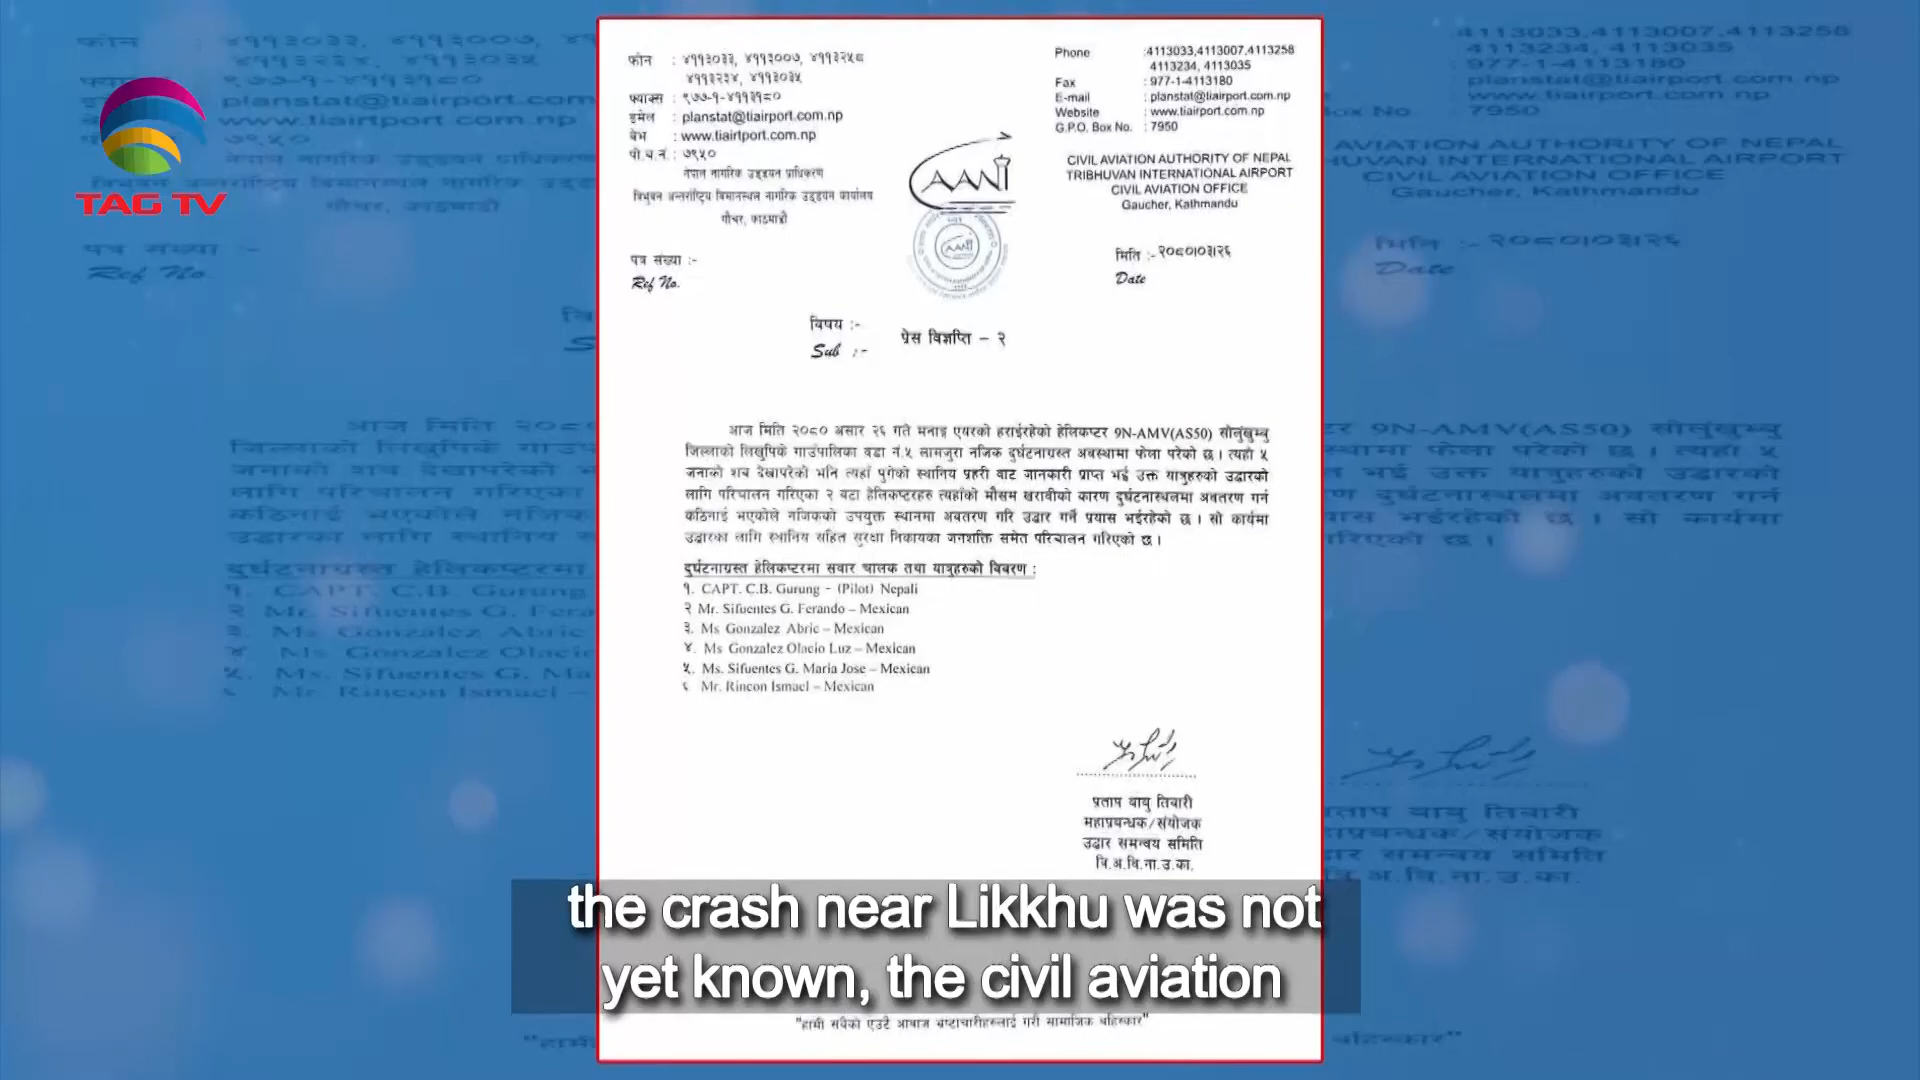 TAG TV
फोन : ४११३०३३, ४११३००७, ४११३२५८
४११३२३४, ४११३०३५
फ्याक्स : ९७७-१-४११३१८०
इमेल : planstat@tiairport.com.np
बेभ : www.tiairtport.com.np
पो.ब.नं. : ७९५०
नेपाल नागरिक उड्डयन प्राधिकरण
त्रिभुवन अन्तर्राष्ट्रिय विमानस्थल नागरिक उड्डयन कार्यालय
गौचर, काठमाडौं
CAAN
Phone : 4113033,4113007,4113258
4113234, 4113035
Fax : 977-1-4113180
E-mail : planstat@tiairport.com.np
Website : www.tiairport.com.np
G.P.O. Box No. : 7950
CIVIL AVIATION AUTHORITY OF NEPAL
TRIBHUVAN INTERNATIONAL AIRPORT
CIVIL AVIATION OFFICE
Gaucher, Kathmandu
पत्र संख्या :-
Ref No.
मिति :- २०८०।०३।२६
Date
विषय :-
Sub :-
प्रेस विज्ञप्ति – २
आज मिति २०८० असार २६ गते मनाङ्ग एयरको हराईरहेको हेलिकप्टर 9N-AMV(AS50) सोलुखुम्बु
जिल्लाको लिखुपिके गाउँपालिका वडा नं.५ लामजुरा नजिक दुर्घटनाग्रस्त अवस्थामा फेला परेको छ । त्यहाँ ५
जनाको शव देखापरेको भनि त्यहाँ पुगेको स्थानिय प्रहरी बाट जानकारी प्राप्त भई उक्त यात्रुहरुको उद्धारको
लागि परिचालन गरिएका २ वटा हेलिकप्टरहरु त्यहाँको मौसम खरावीको कारण दुर्घटनास्थलमा अवतरण गर्न
कठिनाई भएकोले नजिकको उपयुक्त स्थानमा अवतरण गरि उद्धार गर्ने प्रयास भईरहेको छ । सो कार्यमा
उद्धारका लागि स्थानिय सहित सुरक्षा निकायका जनशक्ति समेत परिचालन गरिएको छ ।
दुर्घटनाग्रस्त हेलिकप्टरमा सवार चालक तथा यात्रुहरुको विवरण :
१. CAPT. C.B. Gurung - (Pilot) Nepali
२ Mr. Sifuentes G. Ferando – Mexican
३. Ms Gonzalez Abric – Mexican
४. Ms Gonzalez Olacio Luz – Mexican
५. Ms. Sifuentes G. Maria Jose – Mexican
६ Mr. Rincon Ismael – Mexican
प्रताप बाबु तिवारी
महाप्रबन्धक/संयोजक
उद्धार समन्वय समिति
त्रि.अ.वि.ना.उ.का.
the crash near Likkhu was not
yet known, the civil aviation
"हामी सबैको एउटै आवाज भ्रष्टाचारीहरुलाई गरौं सामाजिक बहिस्कार"